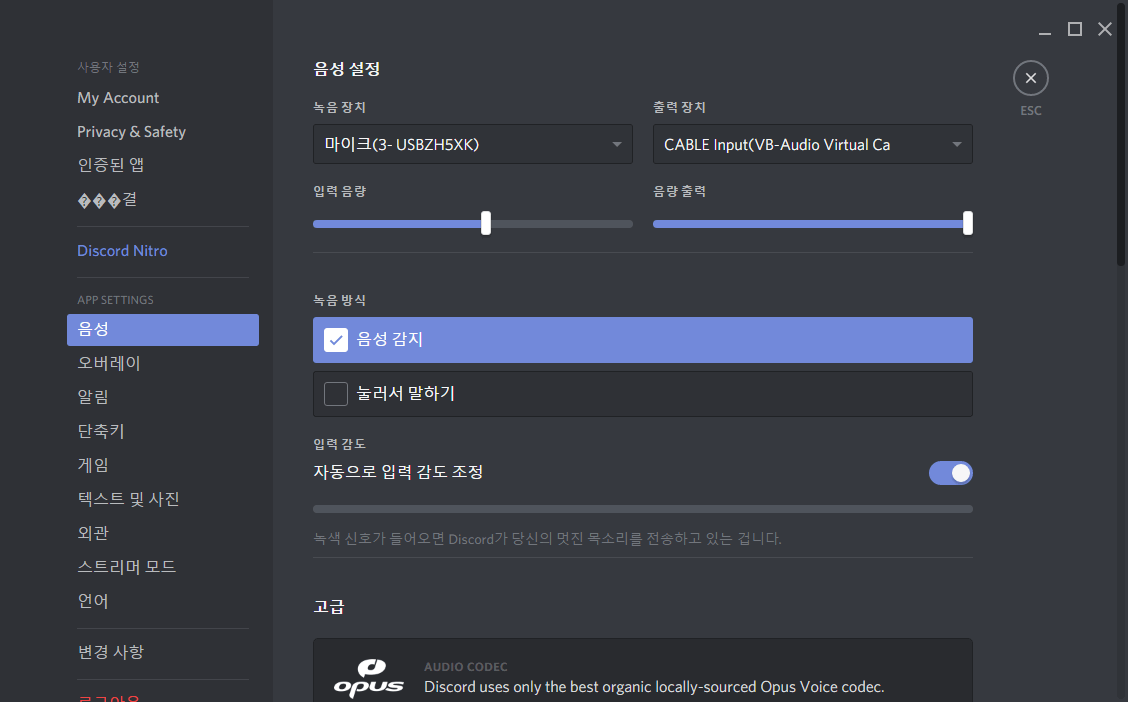 사용자 설정
My Account
Privacy & Safety
인증된 앱
���결
Discord Nitro
APP SETTINGS
음성
오버레이
알림
단축키
게임
텍스트 및 사진
외관
스트리머 모드
언어
변경 사항
로그아웃
음성 설정
녹음 장치
마이크(3- USBZH5XK)
출력 장치
CABLE Input(VB-Audio Virtual Ca
입력 음량
음량 출력
녹음 방식
음성 감지
눌러서 말하기
입력 감도
자동으로 입력 감도 조정
녹색 신호가 들어오면 Discord가 당신의 멋진 목소리를 전송하고 있는 겁니다.
고급
opus
AUDIO CODEC
Discord uses only the best organic locally-sourced Opus Voice codec.
ESC